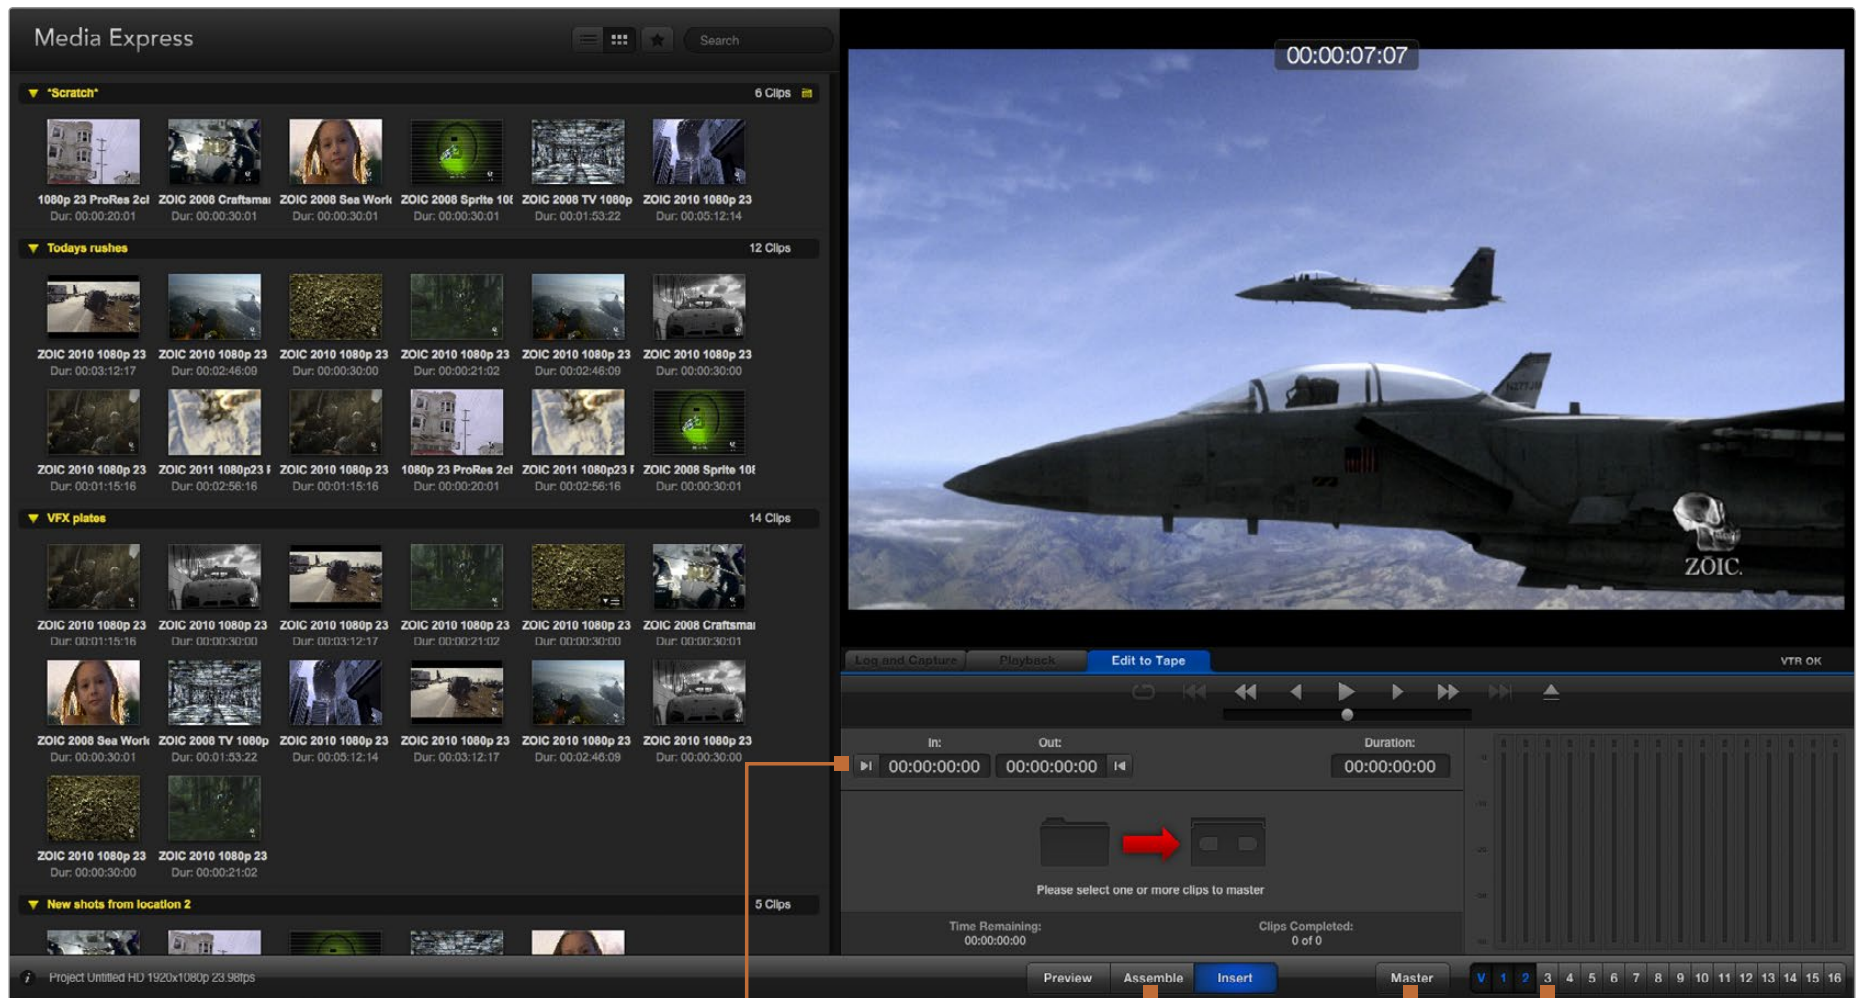 Media Express
Search
*Scratch*
6 Clips
1080p 23 ProRes 2cl
ZOIC 2008 Craftsmai
ZOIC 2008 Sea Work
ZOIC 2008 Sprite 108
ZOIC 2008 TV 1080p
ZOIC 2010 1080p 23
Dur: 00:00:20:01
Dur: 00:00:30:01
Dur: 00:00:30:01
Dur: 00:00:30:01
Dur: 00:01:53:22
Dur: 00:05:12:14
Todays rushes
12 Clips
ZOIC 2010 1080p 23
ZOIC 2010 1080p 23
ZOIC 2010 1080p 23
ZOIC 2010 1080p 23
ZOIC 2010 1080p 23
ZOIC 2010 1080p 23
Dur: 00:03:12:17
Dur: 00:02:46:09
Dur: 00:00:30:00
Dur: 00:00:21:02
Dur: 00:02:46:09
Dur: 00:00:30:00
ZOIC 2010 1080p 23
ZOIC 2011 1080p23 F
ZOIC 2010 1080p 23
1080p 23 ProRes 2cl
ZOIC 2011 1080p23 F
ZOIC 2008 Sprite 108
Dur: 00:01:15:16
Dur: 00:02:56:16
Dur: 00:01:15:16
Dur: 00:00:20:01
Dur: 00:02:56:16
Dur: 00:00:30:01
VFX plates
14 Clips
ZOIC 2010 1080p 23
ZOIC 2010 1080p 23
ZOIC 2010 1080p 23
ZOIC 2010 1080p 23
ZOIC 2010 1080p 23
ZOIC 2008 Craftsmai
Dur: 00:01:15:16
Dur: 00:00:30:00
Dur: 00:03:12:17
Dur: 00:00:21:02
Dur: 00:00:30:00
Dur: 00:00:30:01
ZOIC 2008 Sea Work
ZOIC 2008 TV 1080p
ZOIC 2010 1080p 23
ZOIC 2010 1080p 23
ZOIC 2010 1080p 23
ZOIC 2010 1080p 23
Dur: 00:00:30:01
Dur: 00:01:53:22
Dur: 00:05:12:14
Dur: 00:03:12:17
Dur: 00:02:46:09
Dur: 00:00:30:00
ZOIC 2010 1080p 23
ZOIC 2010 1080p 23
Dur: 00:00:30:00
Dur: 00:00:21:02
New shots from location 2
5 Clips
Project Untitled HD 1920x1080p 23.98fps
00:00:07:07
ZOIC.
Log and Capture
Playback
Edit to Tape
VTR OK
In:
Out:
Duration:
00:00:00:00
00:00:00:00
00:00:00:00
Please select one or more clips to master
Time Remaining:
00:00:00:00
Clips Completed:
0 of 0
Preview
Assemble
Insert
Master
V 1 2 3 4 5 6 7 8 9 10 11 12 13 14 15 16